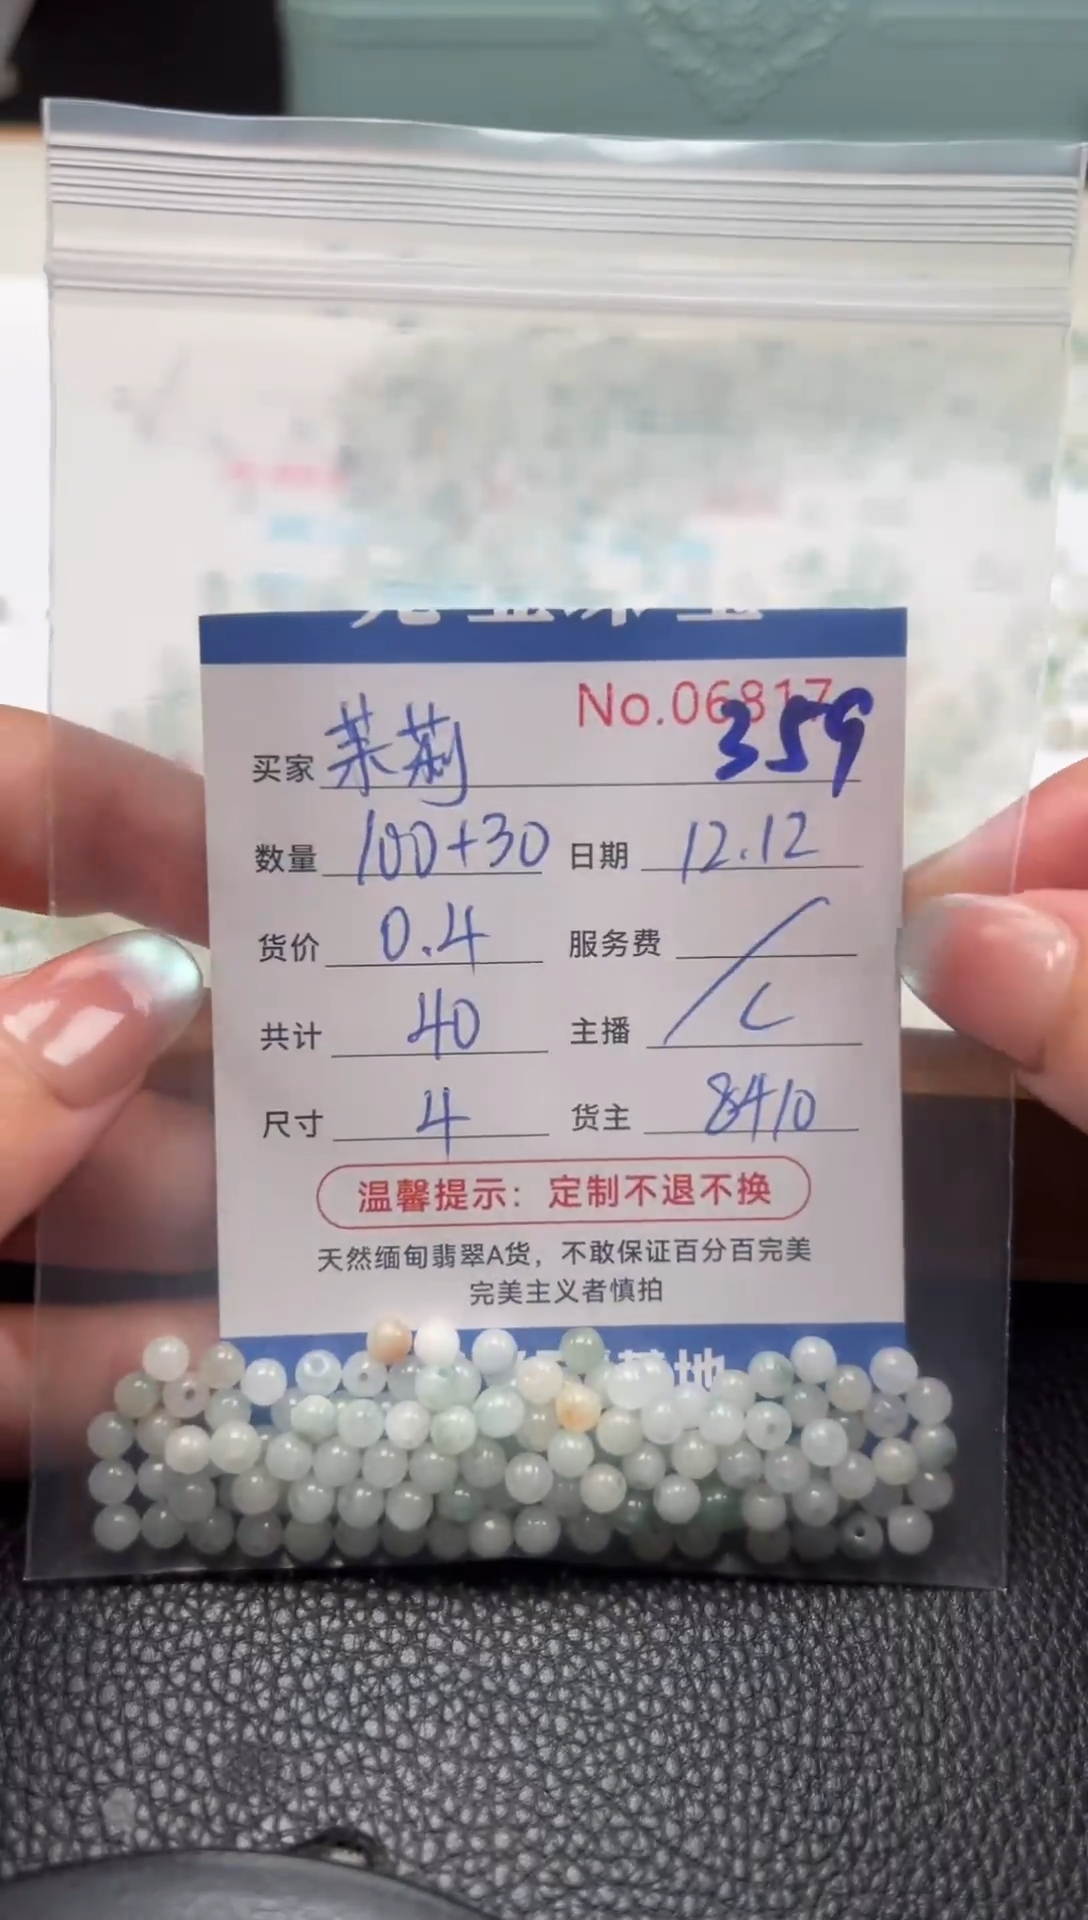 No.06817
359
买家 茉莉
数量 100+30 日期 12.12
货价 0.4 服务费 /
共计 40 主播 C
尺寸 4 货主 8410
温馨提示：定制不退不换
天然缅甸翡翠A货，不敢保证百分百完美
完美主义者慎拍
地